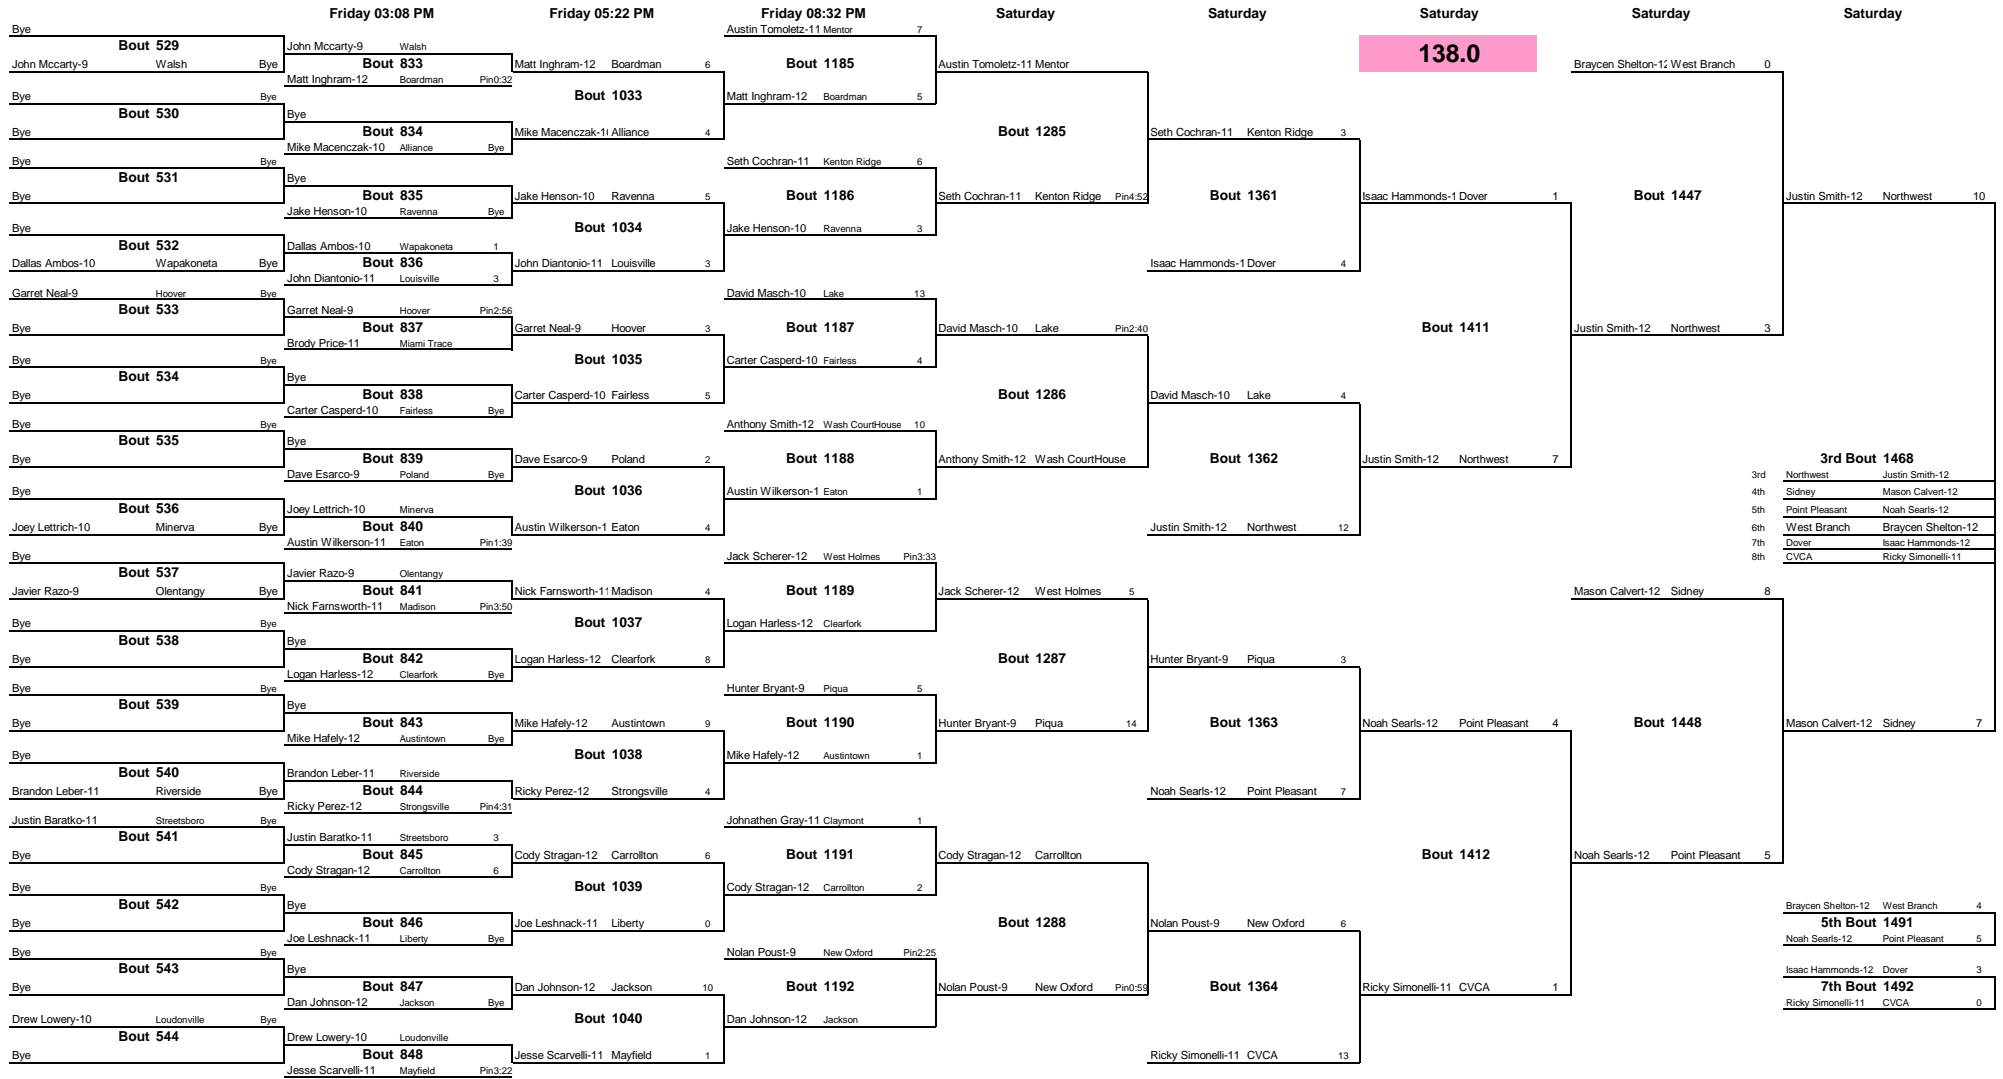 Friday 03:08 PM Friday 05:22 PM Friday 08:32 PM Saturday Saturday Saturday Saturday Saturday
138.0
Bye
Bout 529
John Mccarty-9 Walsh Bye
Bye Bye
Bout 530
Bye
Bye Bye
Bout 531
Bye
Bye
Bout 532
Dallas Ambos-10 Wapakoneta Bye
Garret Neal-9 Hoover Bye
Bout 533
Bye
Bye Bye
Bout 534
Bye
Bye Bye
Bout 535
Bye
Bye
Bout 536
Joey Lettrich-10 Minerva Bye
Bye
Bout 537
Javier Razo-9 Olentangy Bye
Bye Bye
Bout 538
Bye
Bye Bye
Bout 539
Bye
Bye
Bout 540
Brandon Leber-11 Riverside Bye
Justin Baratko-11 Streetsboro Bye
Bout 541
Bye
Bye Bye
Bout 542
Bye
Bye Bye
Bout 543
Bye
Drew Lowery-10 Loudonville Bye
Bout 544
Bye
John Mccarty-9 Walsh
Bout 833
Matt Inghram-12 Boardman Pin0:32
Bye
Bout 834
Mike Macenczak-10 Alliance Bye
Bye
Bout 835
Jake Henson-10 Ravenna Bye
Dallas Ambos-10 Wapakoneta 1
Bout 836
John Diantonio-11 Louisville 3
Garret Neal-9 Hoover Pin2:56
Bout 837
Brody Price-11 Miami Trace
Bye
Bout 838
Carter Casperd-10 Fairless Bye
Bye
Bout 839
Dave Esarco-9 Poland Bye
Joey Lettrich-10 Minerva
Bout 840
Austin Wilkerson-11 Eaton Pin1:39
Javier Razo-9 Olentangy
Bout 841
Nick Farnsworth-11 Madison Pin3:50
Bye
Bout 842
Logan Harless-12 Clearfork Bye
Bye
Bout 843
Mike Hafely-12 Austintown Bye
Brandon Leber-11 Riverside
Bout 844
Ricky Perez-12 Strongsville Pin4:31
Justin Baratko-11 Streetsboro 3
Bout 845
Cody Stragan-12 Carrollton 6
Bye
Bout 846
Joe Leshnack-11 Liberty Bye
Bye
Bout 847
Dan Johnson-12 Jackson Bye
Drew Lowery-10 Loudonville
Bout 848
Jesse Scarvelli-11 Mayfield Pin3:22
Matt Inghram-12 Boardman 6
Bout 1033
Mike Macenczak-1( Alliance 4
Jake Henson-10 Ravenna 5
Bout 1034
John Diantonio-11 Louisville 3
Garret Neal-9 Hoover 3
Bout 1035
Carter Casperd-10 Fairless 5
Dave Esarco-9 Poland 2
Bout 1036
Austin Wilkerson-1 Eaton 4
Nick Farnsworth-11 Madison 4
Bout 1037
Logan Harless-12 Clearfork 8
Mike Hafely-12 Austintown 9
Bout 1038
Ricky Perez-12 Strongsville 4
Cody Stragan-12 Carrollton 6
Bout 1039
Joe Leshnack-11 Liberty 0
Dan Johnson-12 Jackson 10
Bout 1040
Jesse Scarvelli-11 Mayfield 1
Austin Tomoletz-11 Mentor 7
Bout 1185
Matt Inghram-12 Boardman 5
Seth Cochran-11 Kenton Ridge 6
Bout 1186
Jake Henson-10 Ravenna 3
David Masch-10 Lake 13
Bout 1187
Carter Casperd-10 Fairless 4
Anthony Smith-12 Wash CourtHouse 10
Bout 1188
Austin Wilkerson-1 Eaton 1
Jack Scherer-12 West Holmes Pin3:33
Bout 1189
Logan Harless-12 Clearfork
Hunter Bryant-9 Piqua 5
Bout 1190
Mike Hafely-12 Austintown 1
Johnathen Gray-11 Claymont 1
Bout 1191
Cody Stragan-12 Carrollton 2
Nolan Poust-9 New Oxford Pin2:25
Bout 1192
Dan Johnson-12 Jackson
Austin Tomoletz-11 Mentor
Bout 1285
Seth Cochran-11 Kenton Ridge Pin4:52
David Masch-10 Lake Pin2:40
Bout 1286
Anthony Smith-12 Wash CourtHouse
Jack Scherer-12 West Holmes 5
Bout 1287
Hunter Bryant-9 Piqua 14
Cody Stragan-12 Carrollton
Bout 1288
Nolan Poust-9 New Oxford Pin0:59
Seth Cochran-11 Kenton Ridge 3
Bout 1361
Isaac Hammonds-1 Dover 4
David Masch-10 Lake 4
Bout 1362
Justin Smith-12 Northwest 12
Hunter Bryant-9 Piqua 3
Bout 1363
Noah Searls-12 Point Pleasant 7
Nolan Poust-9 New Oxford 6
Bout 1364
Ricky Simonelli-11 CVCA 13
Isaac Hammonds-1 Dover 1
Bout 1411
Justin Smith-12 Northwest 7
Noah Searls-12 Point Pleasant 4
Bout 1412
Ricky Simonelli-11 CVCA 1
Braycen Shelton-12 West Branch 0
Bout 1447
Justin Smith-12 Northwest 3
Mason Calvert-12 Sidney 8
Bout 1448
Noah Searls-12 Point Pleasant 5
Justin Smith-12 Northwest 10
3rd Bout 1468
3rd Northwest Justin Smith-12
4th Sidney Mason Calvert-12
5th Point Pleasant Noah Searls-12
6th West Branch Braycen Shelton-12
7th Dover Isaac Hammonds-12
8th CVCA Ricky Simonelli-11
Mason Calvert-12 Sidney 7
Braycen Shelton-12 West Branch 4
5th Bout 1491
Noah Searls-12 Point Pleasant 5
Isaac Hammonds-12 Dover 3
7th Bout 1492
Ricky Simonelli-11 CVCA 0